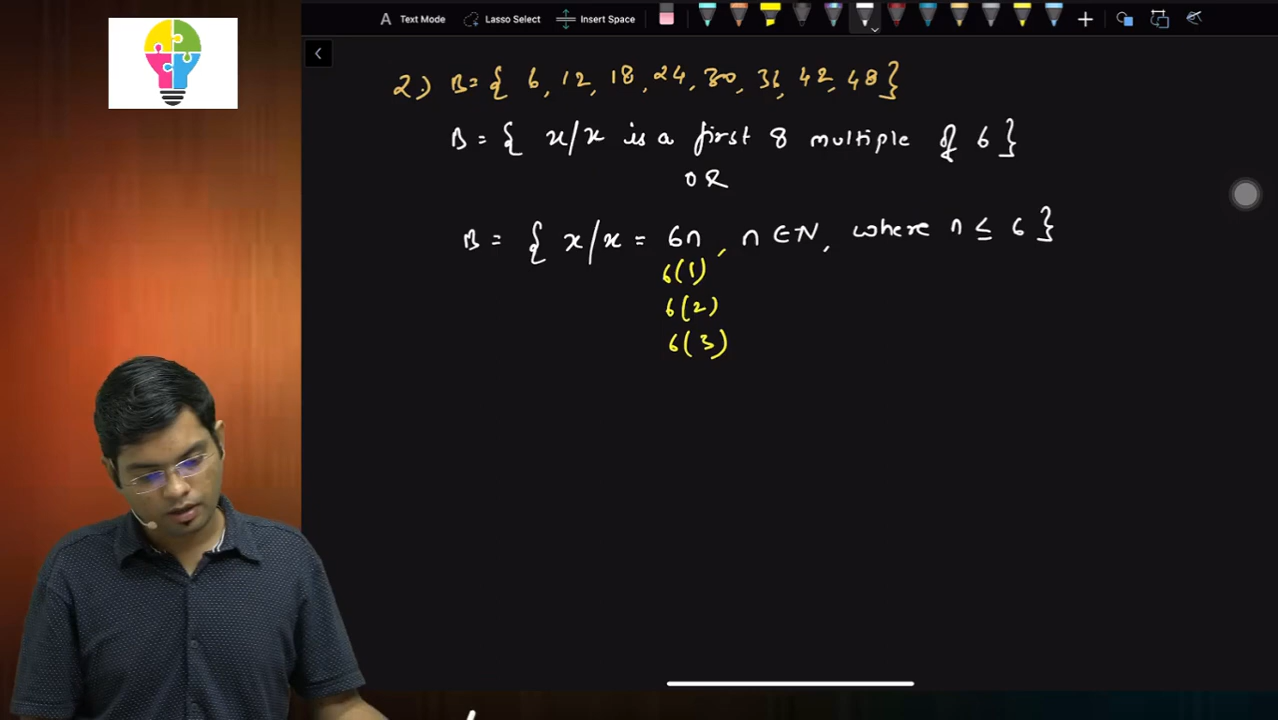 Text Mode Lasso Select Insert Space
2.) B = { 6, 12, 18, 24, 30, 36, 42, 48 }
B = { x/x is a first 8 multiple of 6 }
OR
B = { x/x = 6n, n ∈ N, where n ≤ 6 }
6(1)
6(2)
6(3)